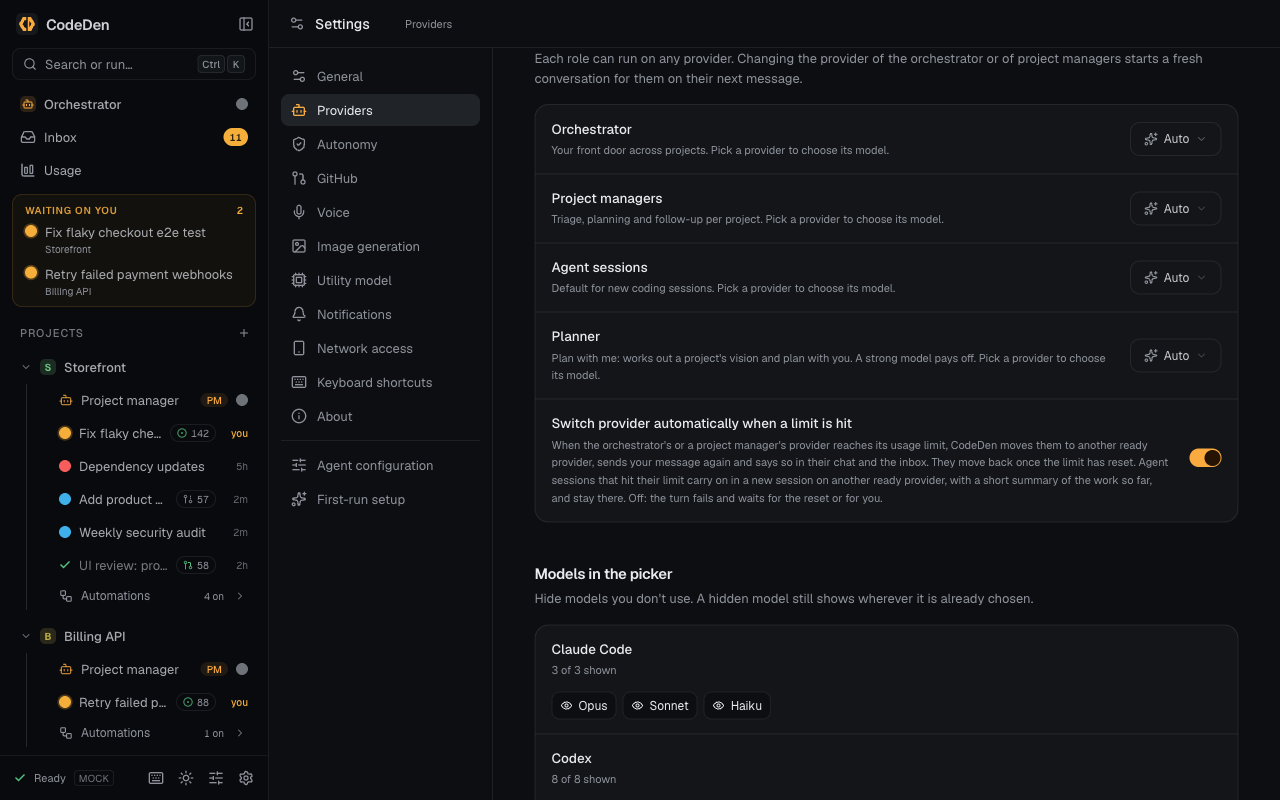 CodeDen
Search or run…
Ctrl
K
Orchestrator
Inbox
11
Usage
WAITING ON YOU
2
Fix flaky checkout e2e test
Storefront
Retry failed payment webhooks
Billing API
PROJECTS
S
Storefront
Project manager
PM
Fix flaky che…
142
you
Dependency updates
5h
Add product …
57
2m
Weekly security audit
2m
UI review: pro…
58
2h
Automations
4 on
B
Billing API
Project manager
PM
Retry failed p…
88
you
Automations
1 on
Ready
MOCK
Settings
Providers
General
Providers
Autonomy
GitHub
Voice
Image generation
Utility model
Notifications
Network access
Keyboard shortcuts
About
Agent configuration
First-run setup
Each role can run on any provider. Changing the provider of the orchestrator or of project managers starts a fresh
conversation for them on their next message.
Orchestrator
Your front door across projects. Pick a provider to choose its model.
Auto
Project managers
Triage, planning and follow-up per project. Pick a provider to choose its model.
Auto
Agent sessions
Default for new coding sessions. Pick a provider to choose its model.
Auto
Planner
Plan with me: works out a project's vision and plan with you. A strong model pays off. Pick a provider to choose
its model.
Auto
Switch provider automatically when a limit is hit
When the orchestrator's or a project manager's provider reaches its usage limit, CodeDen moves them to another ready
provider, sends your message again and says so in their chat and the inbox. They move back once the limit has reset. Agent
sessions that hit their limit carry on in a new session on another ready provider, with a short summary of the work so far,
and stay there. Off: the turn fails and waits for the reset or for you.
Models in the picker
Hide models you don't use. A hidden model still shows wherever it is already chosen.
Claude Code
3 of 3 shown
Opus
Sonnet
Haiku
Codex
8 of 8 shown